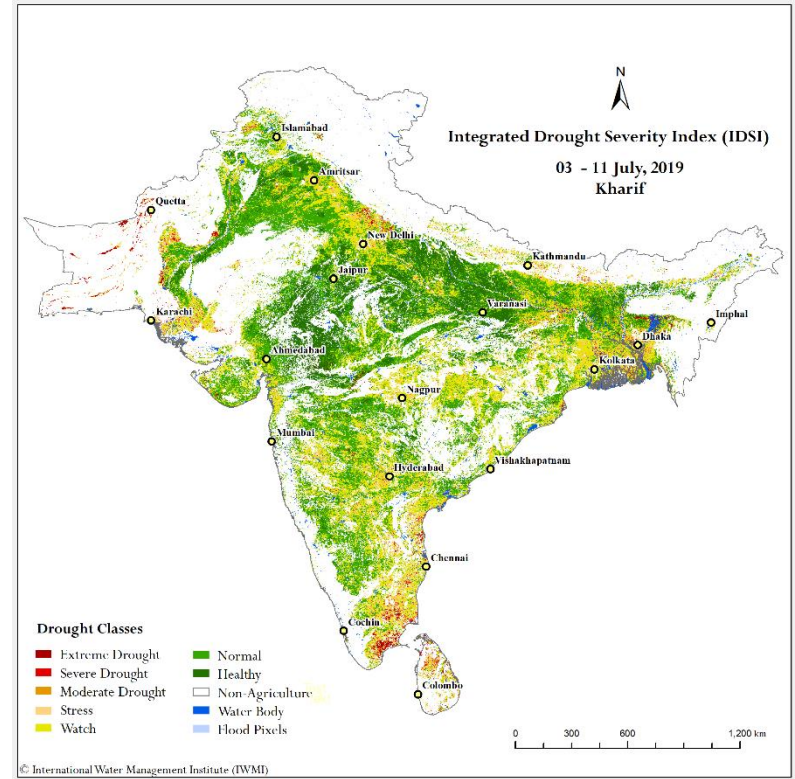 N
Integrated Drought Severity Index (IDSI)
03 - 11 July, 2019
Kharif
Islamabad
Amritsar
Quetta
New Delhi
Kathmandu
Jaipur
Varanasi
Imphal
Karachi
Dhaka
Ahmedabad
Kolkata
Nagpur
Mumbai
Hyderabad
Vishakhapatnam
Chennai
Cochin
Colombo
Drought Classes
Extreme Drought
Severe Drought
Moderate Drought
Stress
Watch
Normal
Healthy
Non-Agriculture
Water Body
Flood Pixels
0 300 600 1,200 km
© International Water Management Institute (IWMI)